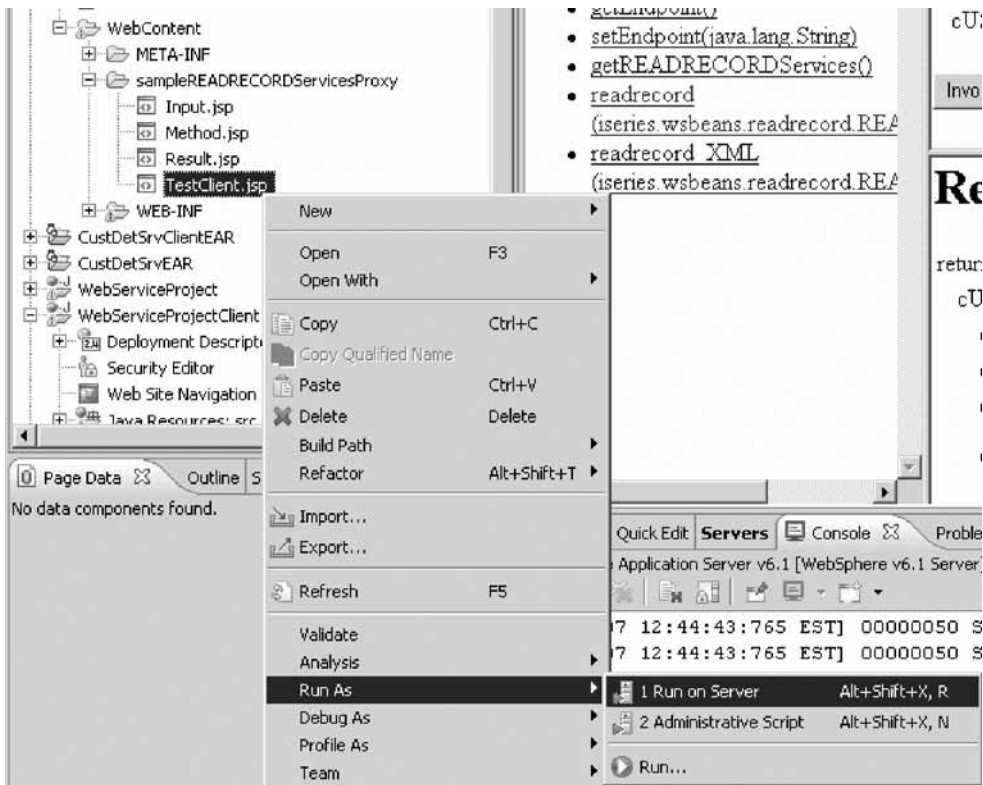 WebContent
META-INF
sampleREADRECORDServicesProxy
Input.jsp
Method.jsp
Result.jsp
TestClient.jsp
WEB-INF
CustDetSrvClientEAR
CustDetSrvEAR
WebServiceProject
WebServiceProjectClient
Deployment Descript
Security Editor
Web Site Navigation
Java Resources: src
Page Data
Outline
S
No data components found.
getEndpoint()
setEndpoint(java.lang.String)
getREADRECORDServices()
readrecord
(iseries.wsbeans.readrecord.REA
readrecord_XML
(iseries.wsbeans.readrecord.REA
Invo
Re
retur
cU
New
Open F3
Open With
Copy Ctrl+C
Copy Qualified Name
Paste Ctrl+V
Delete Delete
Build Path
Refactor Alt+Shift+T
Import...
Export...
Refresh F5
Validate
Analysis
Run As
Debug As
Profile As
Team
Quick Edit Servers Console Proble
Application Server v6.1 [WebSphere v6.1 Server]
7 12:44:43:765 EST] 00000050 S
7 12:44:43:765 EST] 00000050 S
1 Run on Server Alt+Shift+X, R
2 Administrative Script Alt+Shift+X, N
Run...